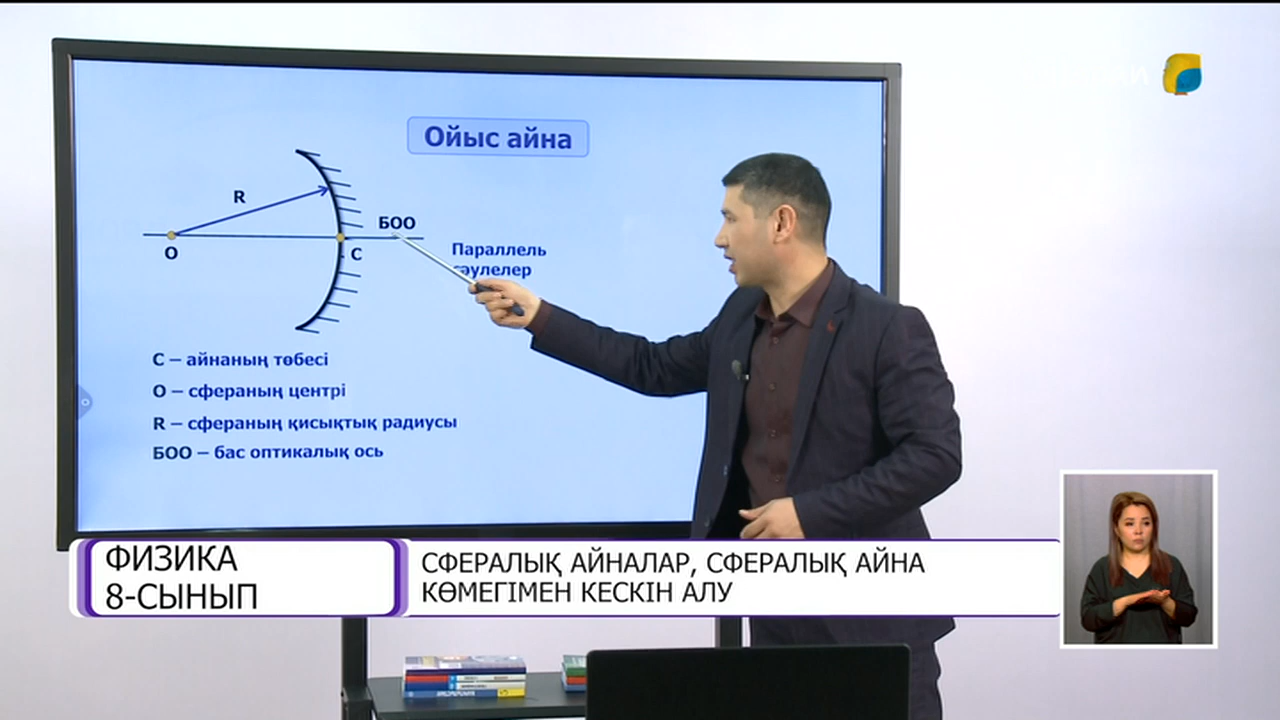 Ойыс айна
R
БОО
O
C
Параллель
сәулелер
C – айнаның төбесі
O – сфераның центрі
R – сфераның қисықтық радиусы
БОО – бас оптикалық ось
ФИЗИКА
8-СЫНЫП
СФЕРАЛЫҚ АЙНАЛАР, СФЕРАЛЫҚ АЙНА
КӨМЕГІМЕН КЕСКІН АЛУ